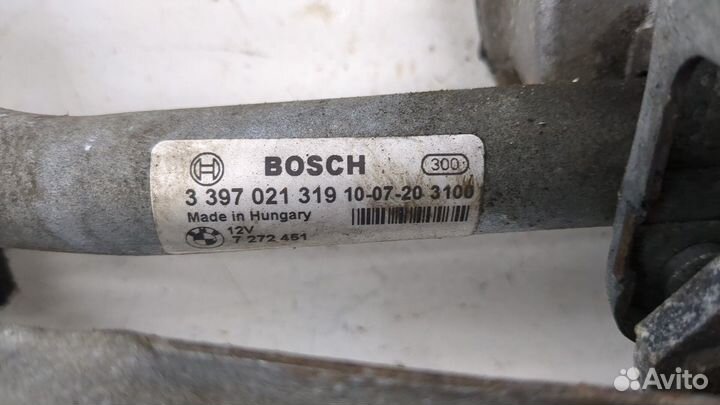 BOSCH 300
3 397 021 319 10-07-20 3100
Made in Hungary
12V
7 272 451
Avito